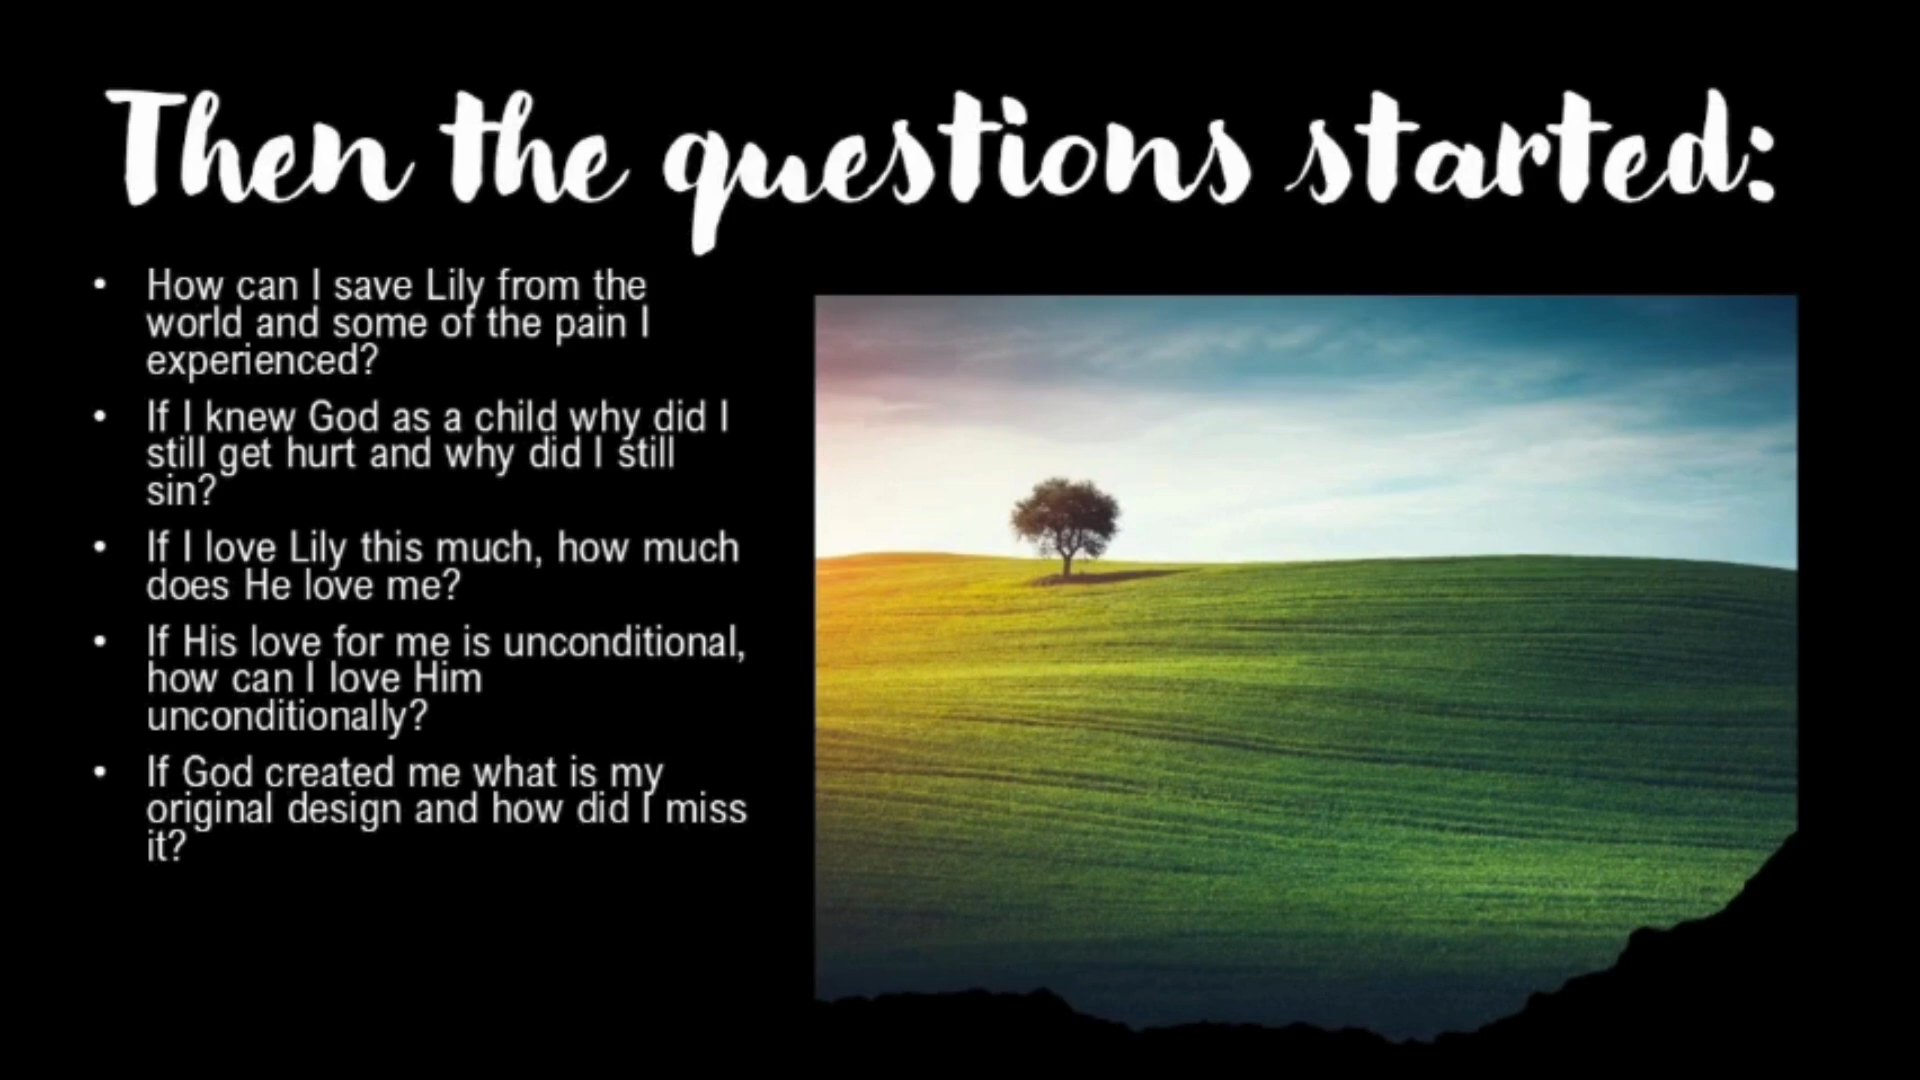 Then the questions started:
• How can I save Lily from the
world and some of the pain I
experienced?
• If I knew God as a child why did I
still get hurt and why did I still
sin?
• If I love Lily this much, how much
does He love me?
• If His love for me is unconditional,
how can I love Him
unconditionally?
• If God created me what is my
original design and how did I miss
it?